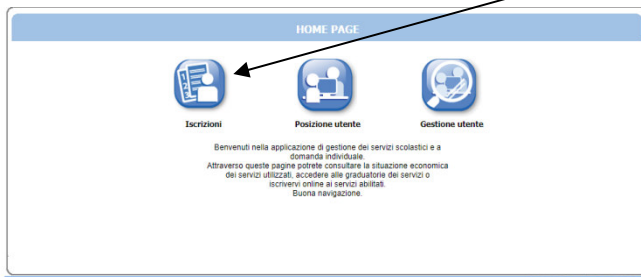 HOME PAGE
Iscrizioni
Posizione utente
Gestione utente
Benvenuti nella applicazione di gestione dei servizi scolastici e a
domanda individuale.
Attraverso queste pagine potrete consultare la situazione economica
dei servizi utilizzati, accedere alle graduatorie dei servizi o
iscrivervi online ai servizi abilitati.
Buona navigazione.